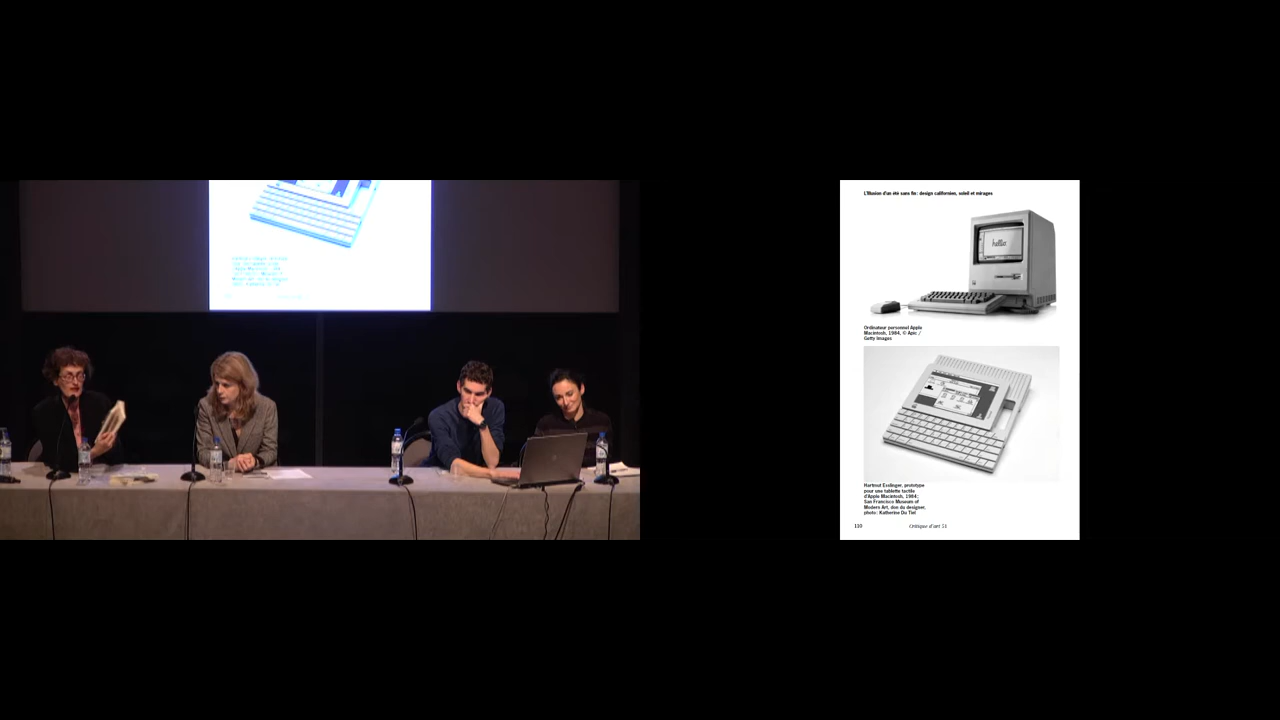 L'illusion d'un été sans fin : design californien, soleil et mirages
hello
Ordinateur personnel Apple
Macintosh, 1984, © Apic /
Getty Images
Hartmut Esslinger, prototype
pour une tablette tactile
d'Apple Macintosh, 1984 ;
San Francisco Museum of
Modern Art, don du designer,
photo : Katherine Du Tiel
110
Critique d'art 51